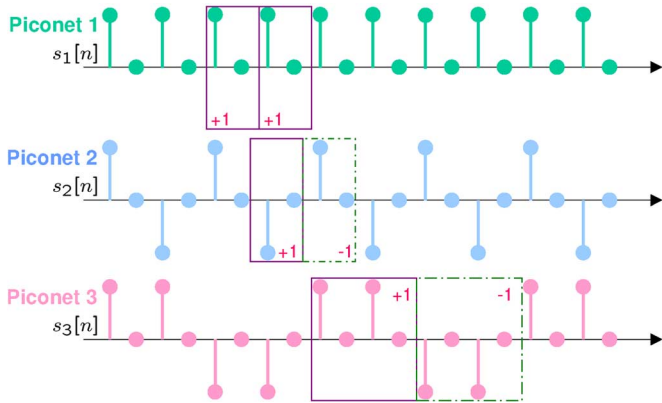 Piconet 1
s₁[n]
+1 +1
Piconet 2
s₂[n]
+1 -1
Piconet 3
+1 -1
s₃[n]